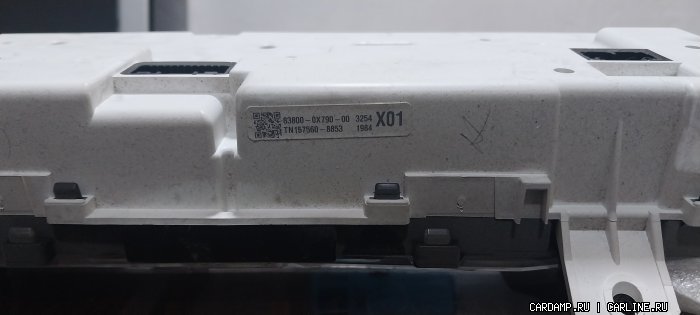 83800-0X790-00 3254 X01
TN157560-8853 1984
CARDAMP.RU | CARLINE.RU